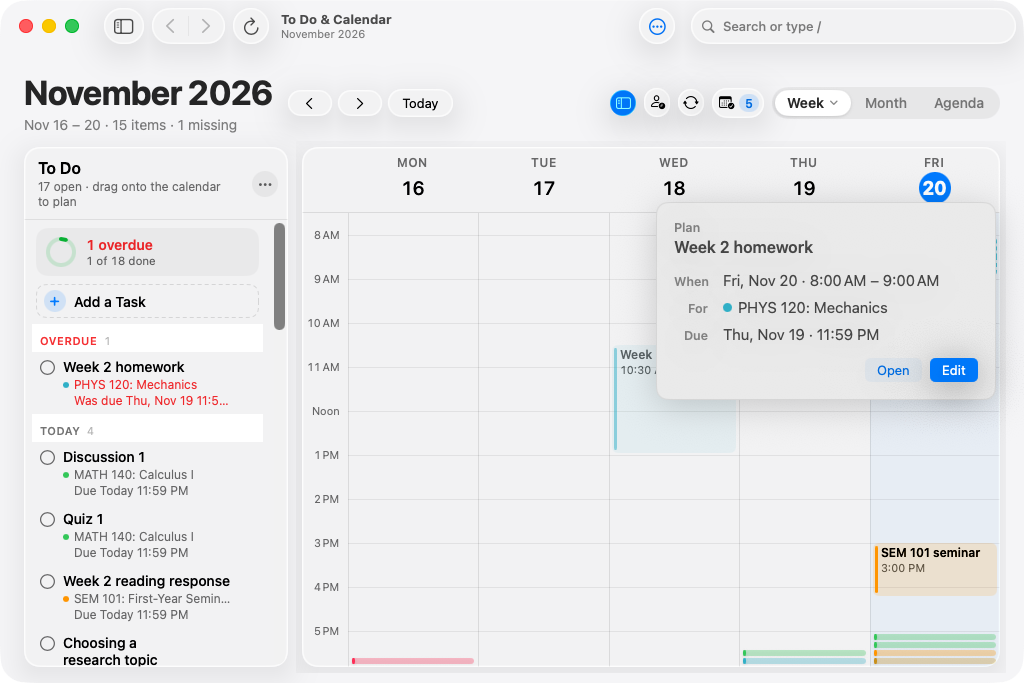 To Do & Calendar
November 2026
Search or type /
November 2026
Nov 16 – 20 · 15 items · 1 missing
Today
5
Week
Month
Agenda
To Do
17 open · drag onto the calendar
to plan
1 overdue
1 of 18 done
Add a Task
OVERDUE 1
Week 2 homework
PHYS 120: Mechanics
Was due Thu, Nov 19 11:5...
TODAY 4
Discussion 1
MATH 140: Calculus I
Due Today 11:59 PM
Quiz 1
MATH 140: Calculus I
Due Today 11:59 PM
Week 2 reading response
SEM 101: First-Year Semin...
Due Today 11:59 PM
Choosing a
research topic
MON
16
TUE
17
WED
18
THU
19
FRI
20
8 AM
9 AM
10 AM
11 AM
Noon
1 PM
2 PM
3 PM
4 PM
5 PM
Week
10:30
Plan
Week 2 homework
When Fri, Nov 20 · 8:00 AM – 9:00 AM
For PHYS 120: Mechanics
Due Thu, Nov 19 · 11:59 PM
Open
Edit
SEM 101 seminar
3:00 PM